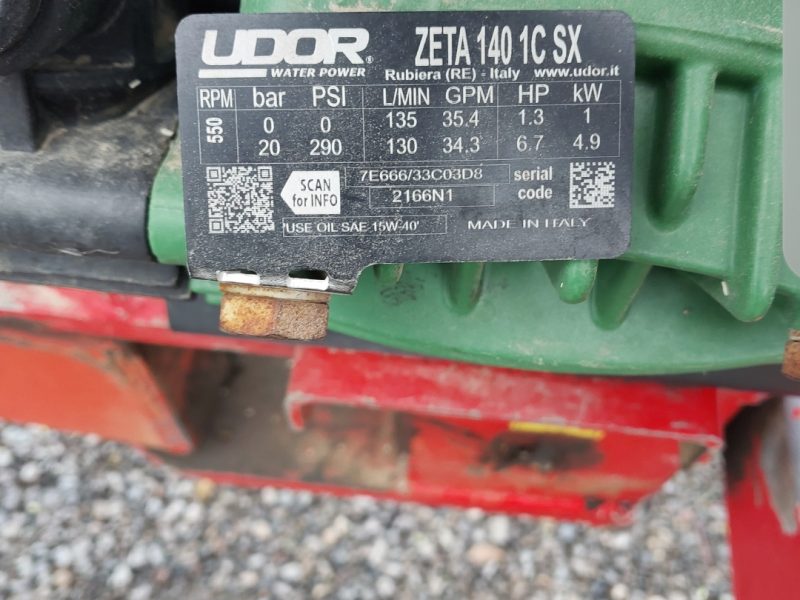 UDOR® ZETA 140 1C SX
WATER POWER Rubiera (RE) - Italy www.udor.it
RPM bar PSI L/MIN GPM HP kW
550 0 0 135 35.4 1.3 1
20 290 130 34.3 6.7 4.9
SCAN for INFO
7E666/33C03D8 serial
2166N1 code
USE OIL SAE 15W-40' MADE IN ITALY